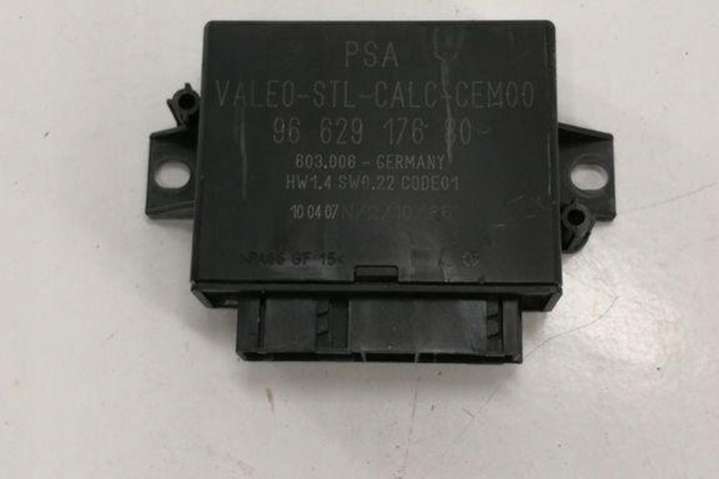 PSA
VALEO-STL-CALC-CEM00
96 629 176 80
603.006 - GERMANY
HW1.4 SW0.22 CODE01
10 04 07
>PA66 GF 15<